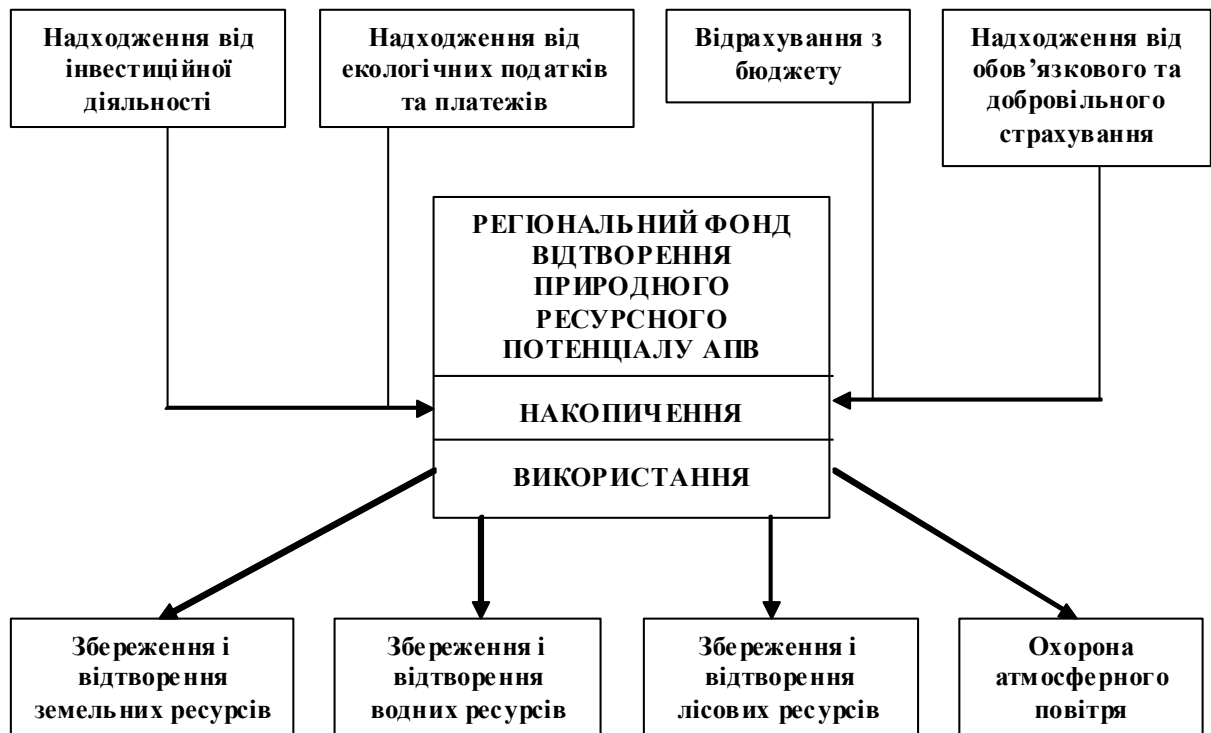 Надходження від
інвестиційної
діяльності
Надходження від
екологічних податків
та платежів
Відрахування з
бюджету
Надходження від
обов’язкового та
добровільного
страхування
РЕГІОНАЛЬНИЙ ФОНД
ВІДТВОРЕННЯ
ПРИРОДНОГО
РЕСУРСНОГО
ПОТЕНЦІАЛУ АПВ
НАКОПИЧЕННЯ
ВИКОРИСТАННЯ
Збереження і
відтворення
земельних ресурсів
Збереження і
відтворення
водних ресурсів
Збереження і
відтворення
лісових ресурсів
Охорона
атмосферного
повітря